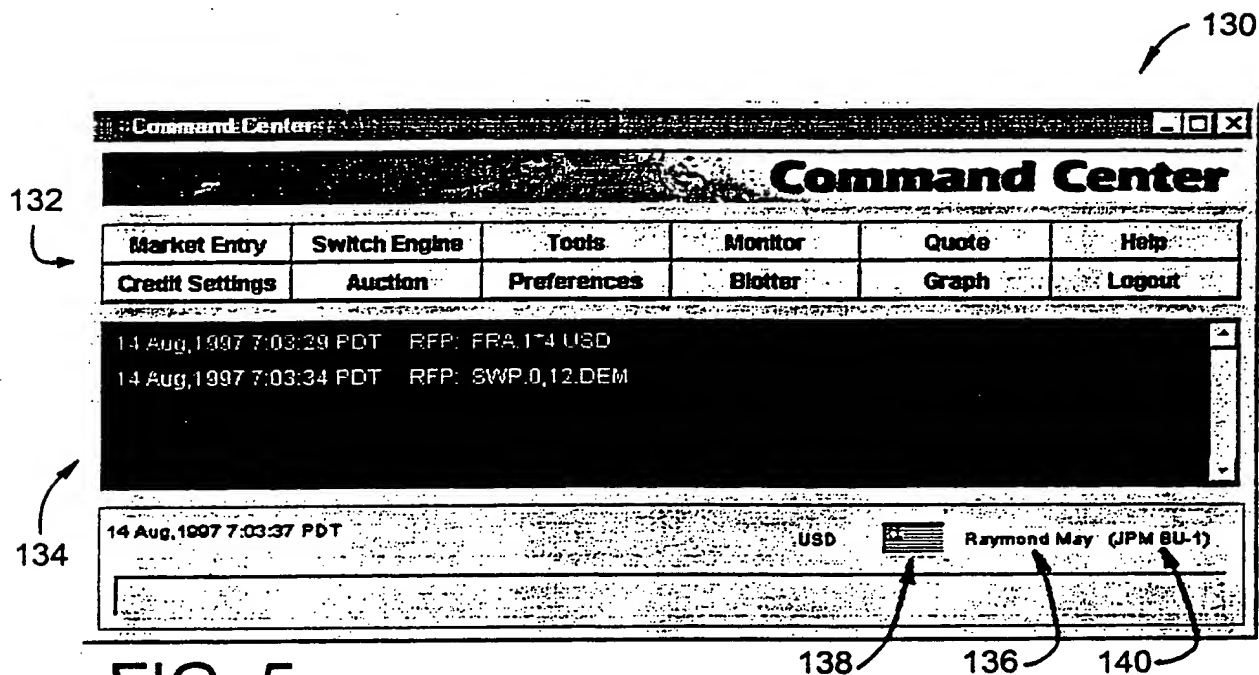 130
Command Center
Command Center
132
Market Entry Switch Engine Tools Monitor Quote Help
Credit Settings Auction Preferences Blotter Graph Logout
14 Aug,1997 7:03:29 PDT RFP: FRA.1*4.USD
14 Aug,1997 7:03:34 PDT RFP: SWP.0,12.DEM
134
14 Aug,1997 7:03:37 PDT USD Raymond May (JPM BU-1)
138 136 140
FIG. 5